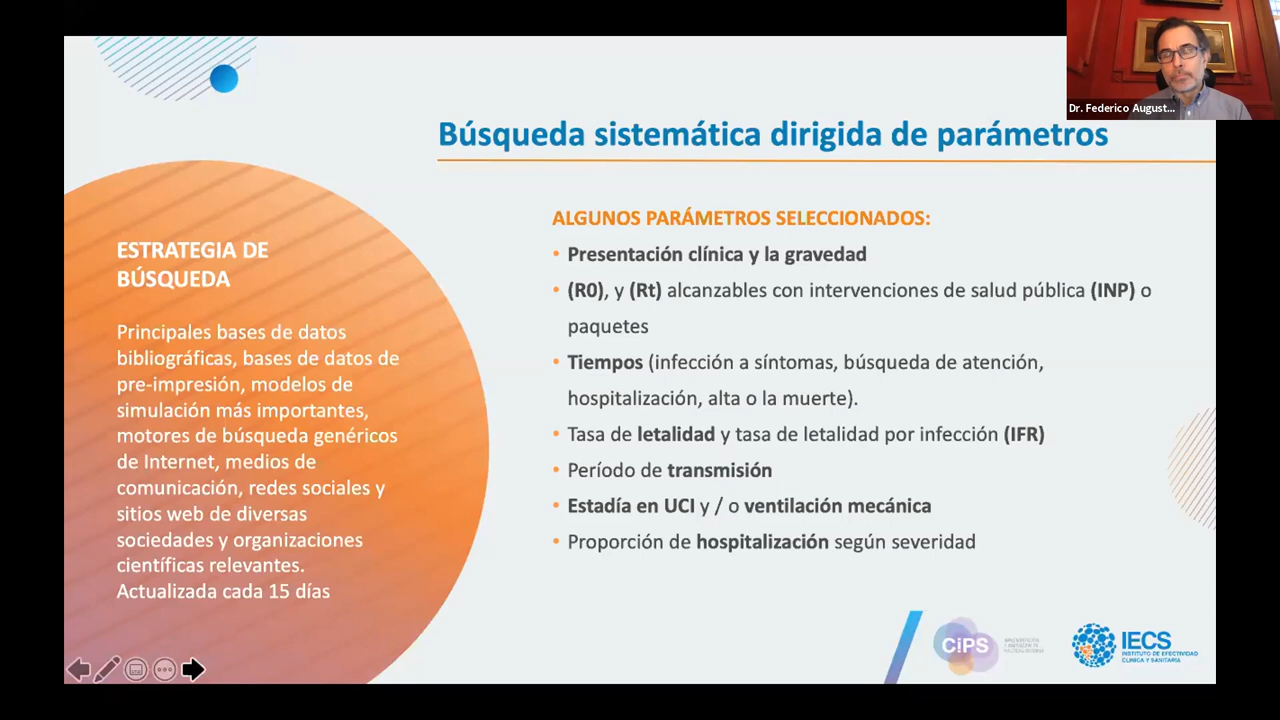 Dr. Federico August...
Búsqueda sistemática dirigida de parámetros
ESTRATEGIA DE
BÚSQUEDA
Principales bases de datos
bibliográficas, bases de datos de
pre-impresión, modelos de
simulación más importantes,
motores de búsqueda genéricos
de Internet, medios de
comunicación, redes sociales y
sitios web de diversas
sociedades y organizaciones
científicas relevantes.
Actualizada cada 15 días
ALGUNOS PARÁMETROS SELECCIONADOS:
• Presentación clínica y la gravedad
• (R0), y (Rt) alcanzables con intervenciones de salud pública (INP) o
paquetes
• Tiempos (infección a síntomas, búsqueda de atención,
hospitalización, alta o la muerte).
• Tasa de letalidad y tasa de letalidad por infección (IFR)
• Período de transmisión
• Estadía en UCI y / o ventilación mecánica
• Proporción de hospitalización según severidad
CiPS
IECS
INSTITUTO DE EFECTIVIDAD
CLÍNICA Y SANITARIA